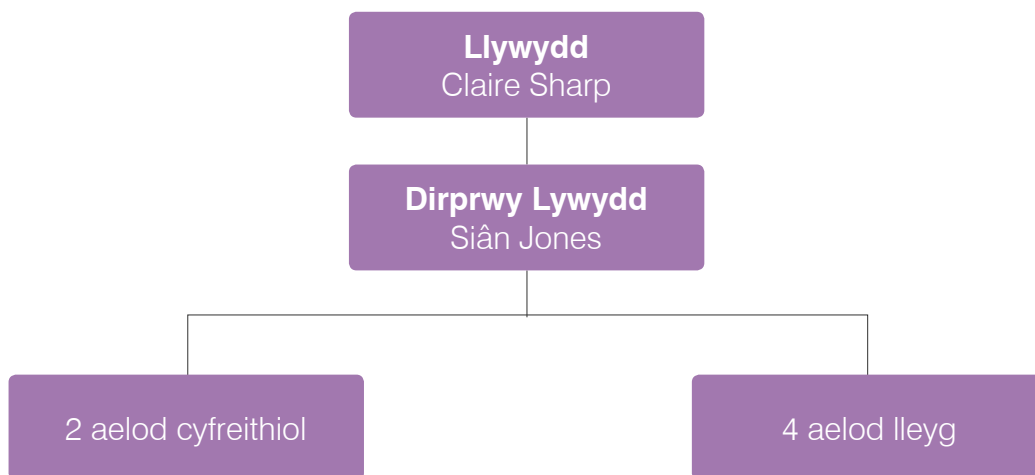 Llywydd
Claire Sharp
Dirprwy Lywydd
Siân Jones
2 aelod cyfreithiol
4 aelod lleyg